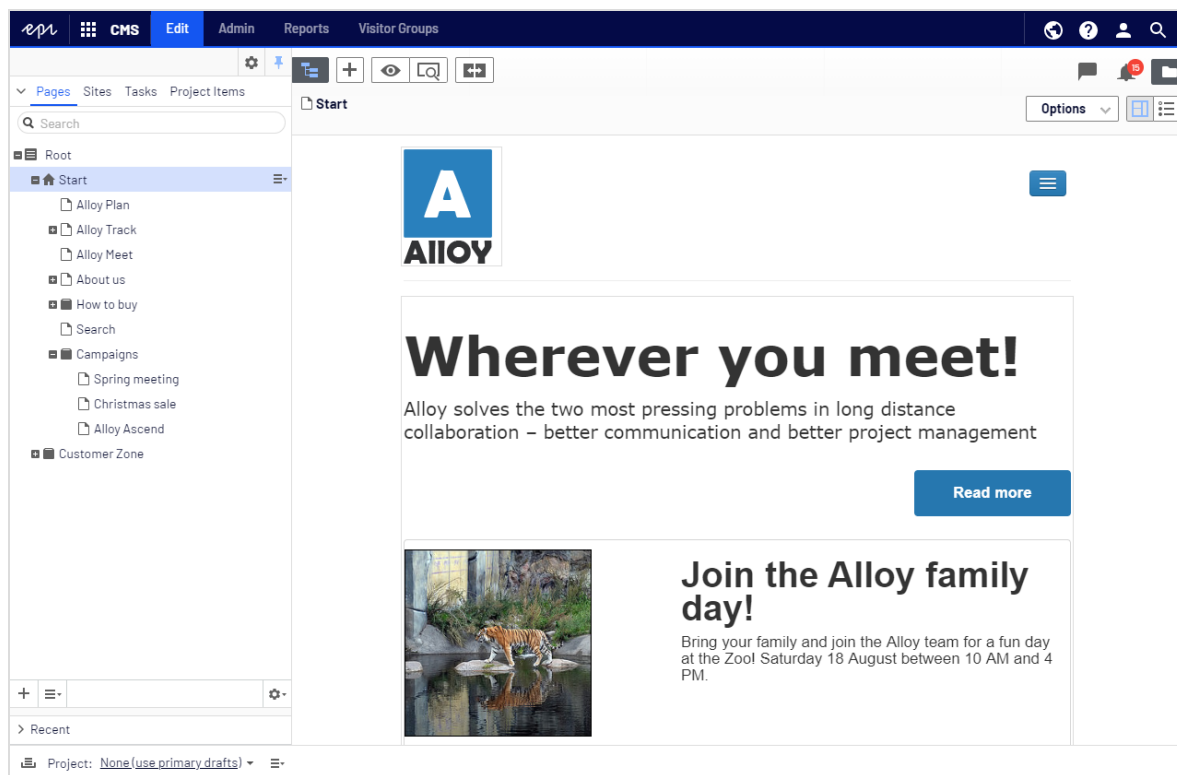 epi CMS Edit Admin Reports Visitor Groups
15
Pages Sites Tasks Project Items
Start
Options
Search
Root
Start
Alloy Plan
Alloy Track
Alloy Meet
About us
How to buy
Search
Campaigns
Spring meeting
Christmas sale
Alloy Ascend
Customer Zone
Recent
Project: None (use primary drafts)
A
Alloy
Wherever you meet!
Alloy solves the two most pressing problems in long distance
collaboration – better communication and better project management
Read more
Join the Alloy family
day!
Bring your family and join the Alloy team for a fun day
at the Zoo! Saturday 18 August between 10 AM and 4
PM.